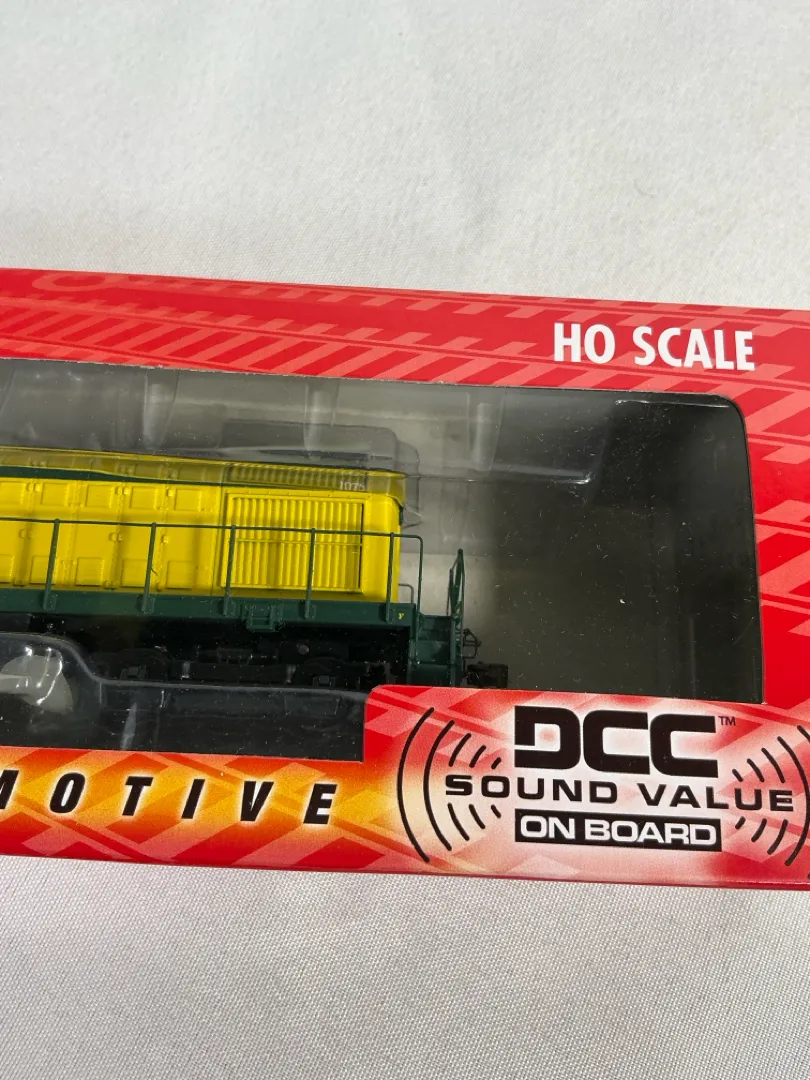 HO SCALE
1075
F
MOTIVE
DCC™
SOUND VALUE
ON BOARD